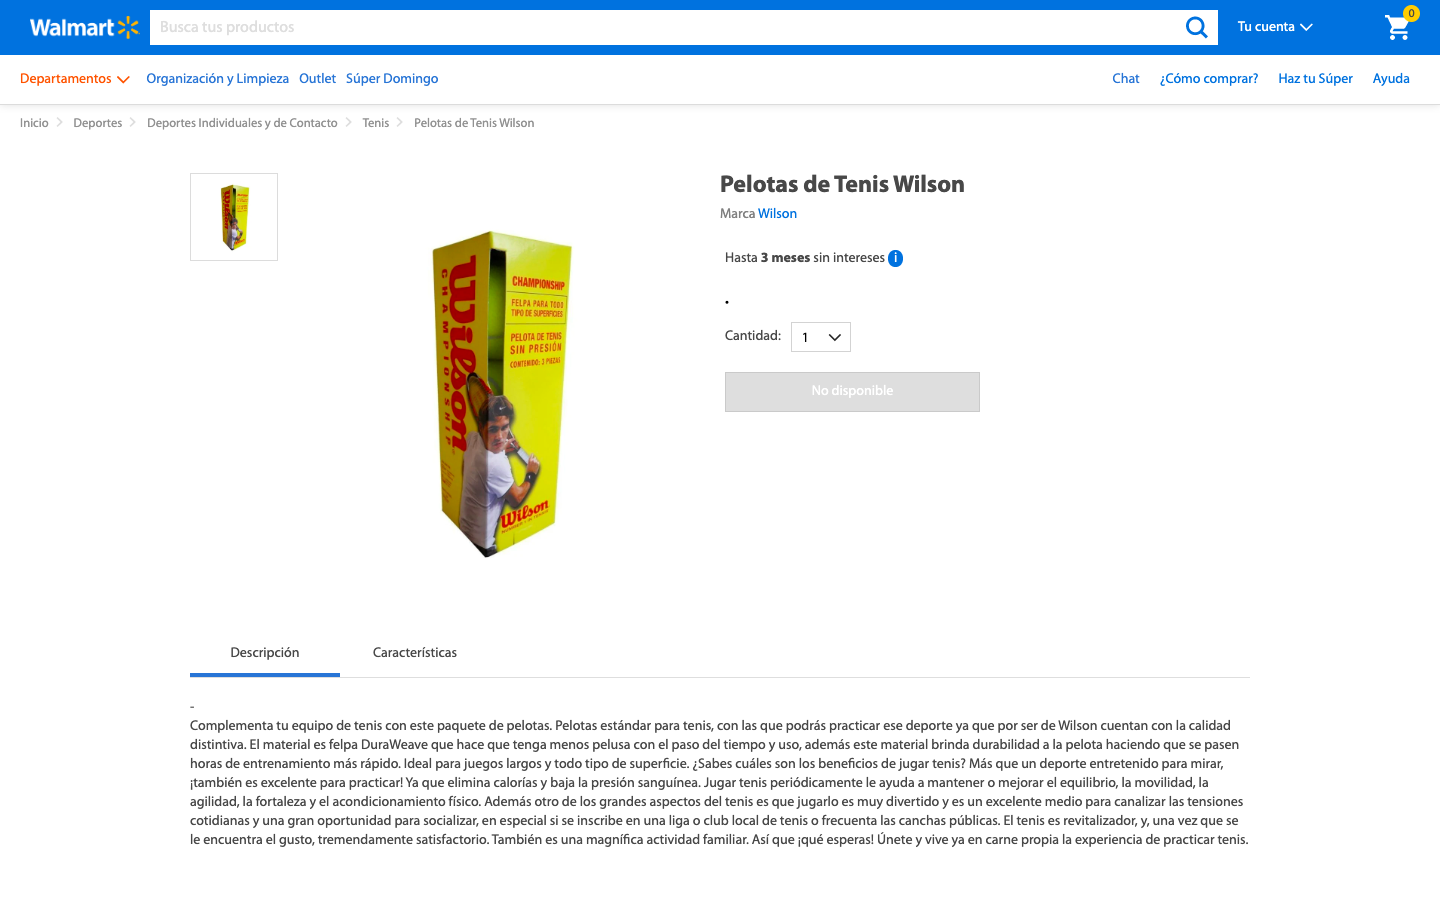 Walmart
Busca tus productos
Tu cuenta
0
Departamentos
Organización y Limpieza
Outlet
Súper Domingo
Chat
¿Cómo comprar?
Haz tu Súper
Ayuda
Inicio
Deportes
Deportes Individuales y de Contacto
Tenis
Pelotas de Tenis Wilson
Wilson
CHAMPIONSHIP
CHAMPIONSHIP
FELPA PARA TODO
TIPO DE SUPERFICIES
PELOTA DE TENIS
SIN PRESIÓN
CONTENIDO: 3 PIEZAS
Wilson
Pelotas de Tenis Wilson
Marca Wilson
Hasta 3 meses sin intereses i
.
Cantidad: 1
No disponible
Descripción
Características
-
Complementa tu equipo de tenis con este paquete de pelotas. Pelotas estándar para tenis, con las que podrás practicar ese deporte ya que por ser de Wilson cuentan con la calidad
distintiva. El material es felpa DuraWeave que hace que tenga menos pelusa con el paso del tiempo y uso, además este material brinda durabilidad a la pelota haciendo que se pasen
horas de entrenamiento más rápido. Ideal para juegos largos y todo tipo de superficie. ¿Sabes cuáles son los beneficios de jugar tenis? Más que un deporte entretenido para mirar,
¡también es excelente para practicar! Ya que elimina calorías y baja la presión sanguínea. Jugar tenis periódicamente le ayuda a mantener o mejorar el equilibrio, la movilidad, la
agilidad, la fortaleza y el acondicionamiento físico. Además otro de los grandes aspectos del tenis es que jugarlo es muy divertido y es un excelente medio para canalizar las tensiones
cotidianas y una gran oportunidad para socializar, en especial si se inscribe en una liga o club local de tenis o frecuenta las canchas públicas. El tenis es revitalizador, y, una vez que se
le encuentra el gusto, tremendamente satisfactorio. También es una magnífica actividad familiar. Así que ¡qué esperas! Únete y vive ya en carne propia la experiencia de practicar tenis.